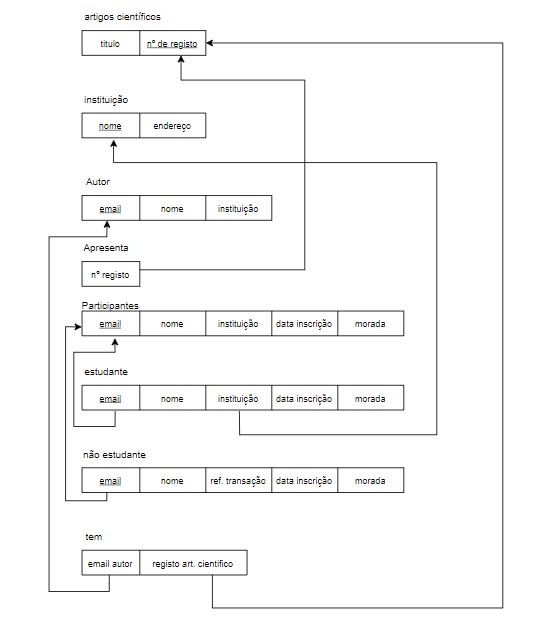 artigos científicos
titulo nº de registo
instituição
nome endereço
Autor
email nome instituição
Apresenta
nº registo
Participantes
email nome instituição data inscrição morada
estudante
email nome instituição data inscrição morada
não estudante
email nome ref. transação data inscrição morada
tem
email autor registo art. cientifico